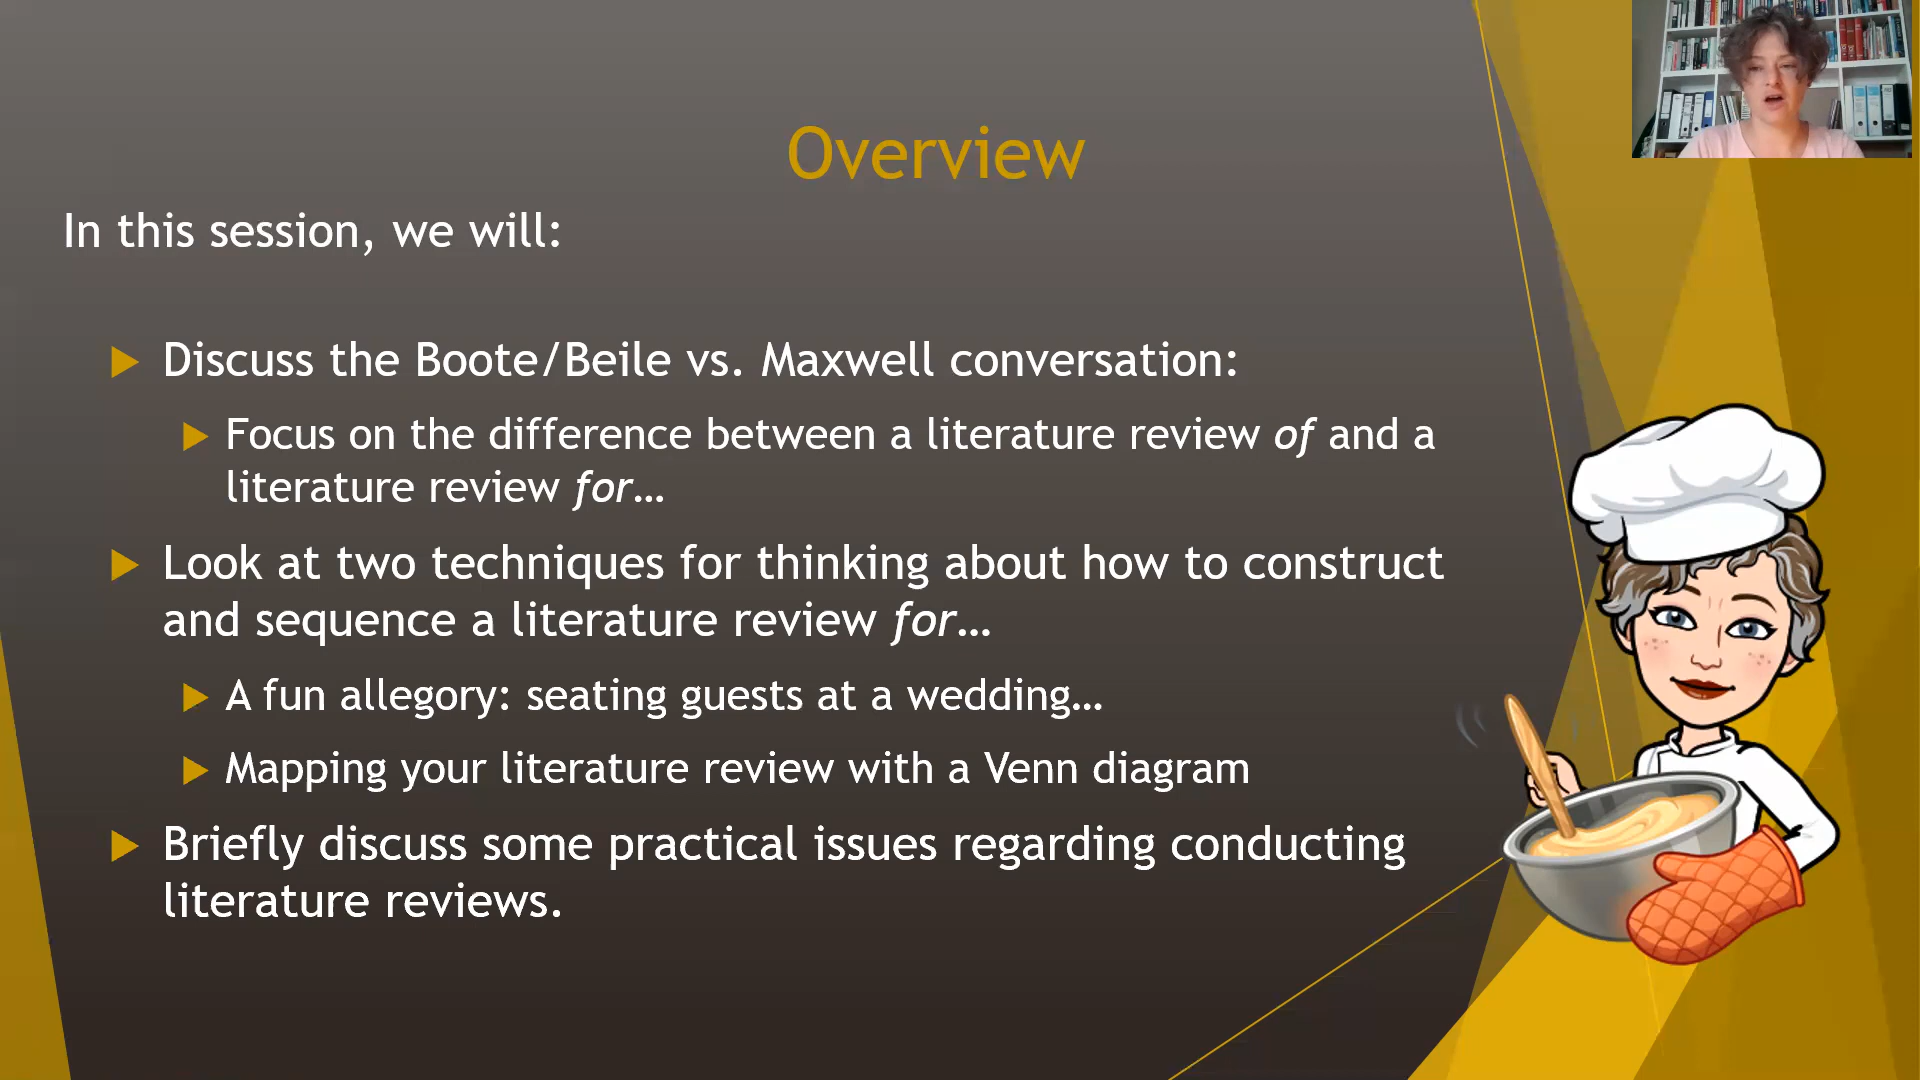 Overview
In this session, we will:
Discuss the Boote/Beile vs. Maxwell conversation:
Focus on the difference between a literature review of and a
literature review for…
Look at two techniques for thinking about how to construct
and sequence a literature review for…
A fun allegory: seating guests at a wedding…
Mapping your literature review with a Venn diagram
Briefly discuss some practical issues regarding conducting
literature reviews.